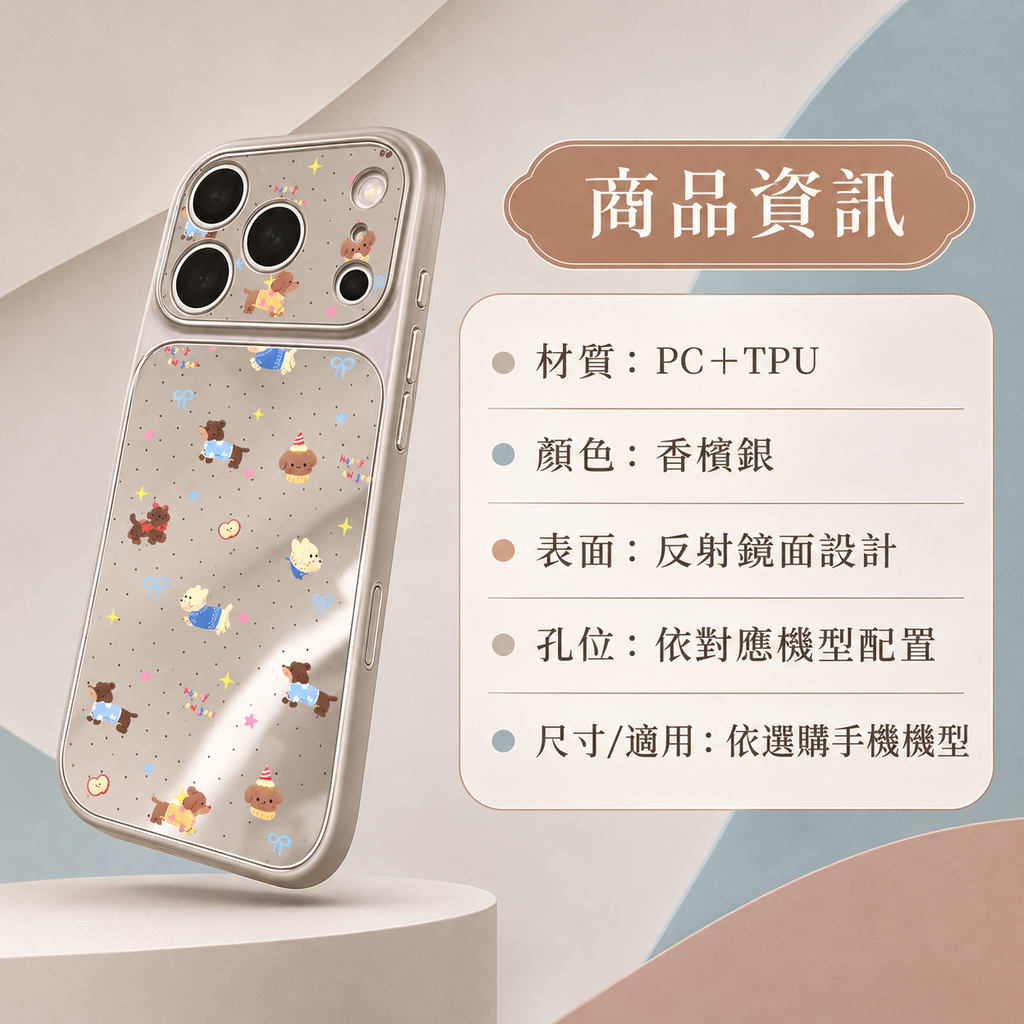 商品資訊
材質：PC＋TPU
顏色：香檳銀
表面：反射鏡面設計
孔位：依對應機型配置
尺寸/適用：依選購手機機型